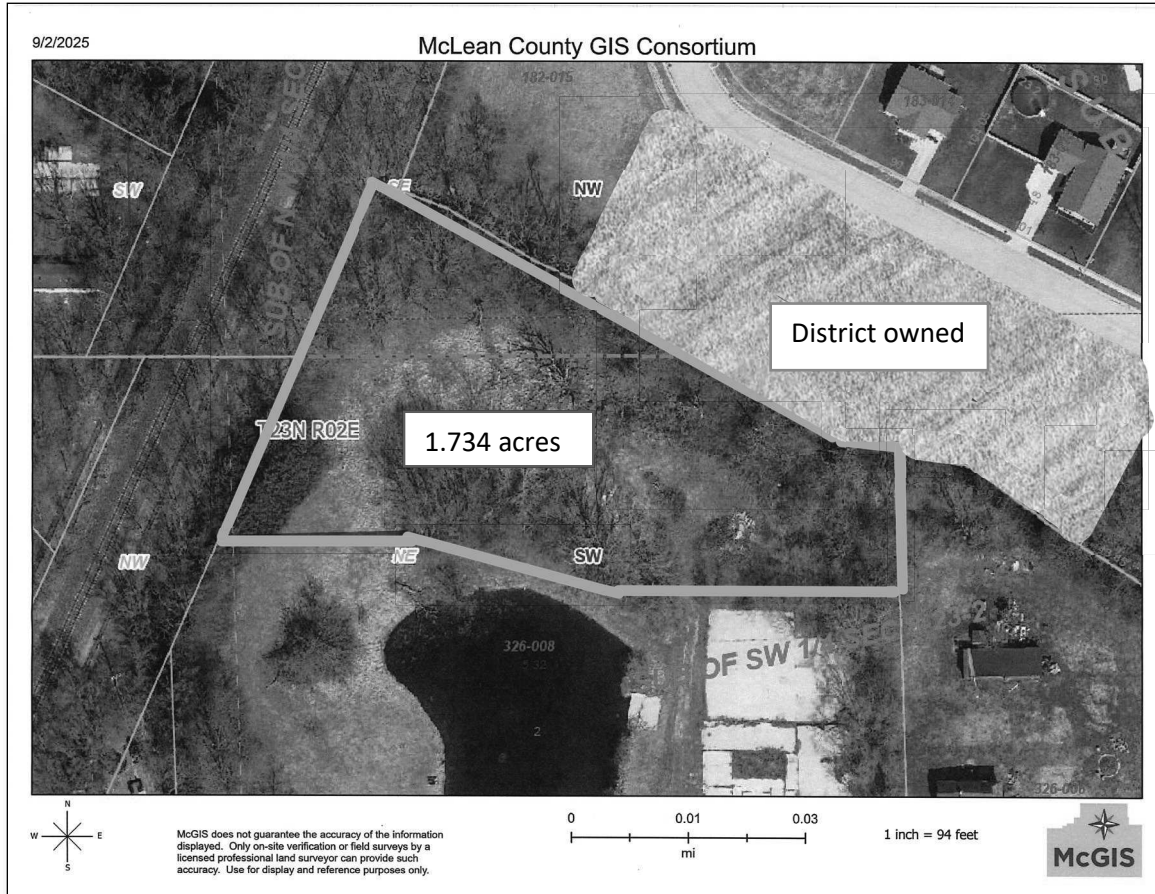 9/2/2025
McLean County GIS Consortium
182-015
183-014
SUB
SW
SE
NW
SUB OF N
SEC
District owned
T23N R02E
1.734 acres
NW
NE
SW
326-008
5.32
OF SW 1/
2
326-006
N
W E
S
McGIS does not guarantee the accuracy of the information
displayed. Only on-site verification or field surveys by a
licensed professional land surveyor can provide such
accuracy. Use for display and reference purposes only.
0 0.01 0.03
mi
1 inch = 94 feet
McGIS